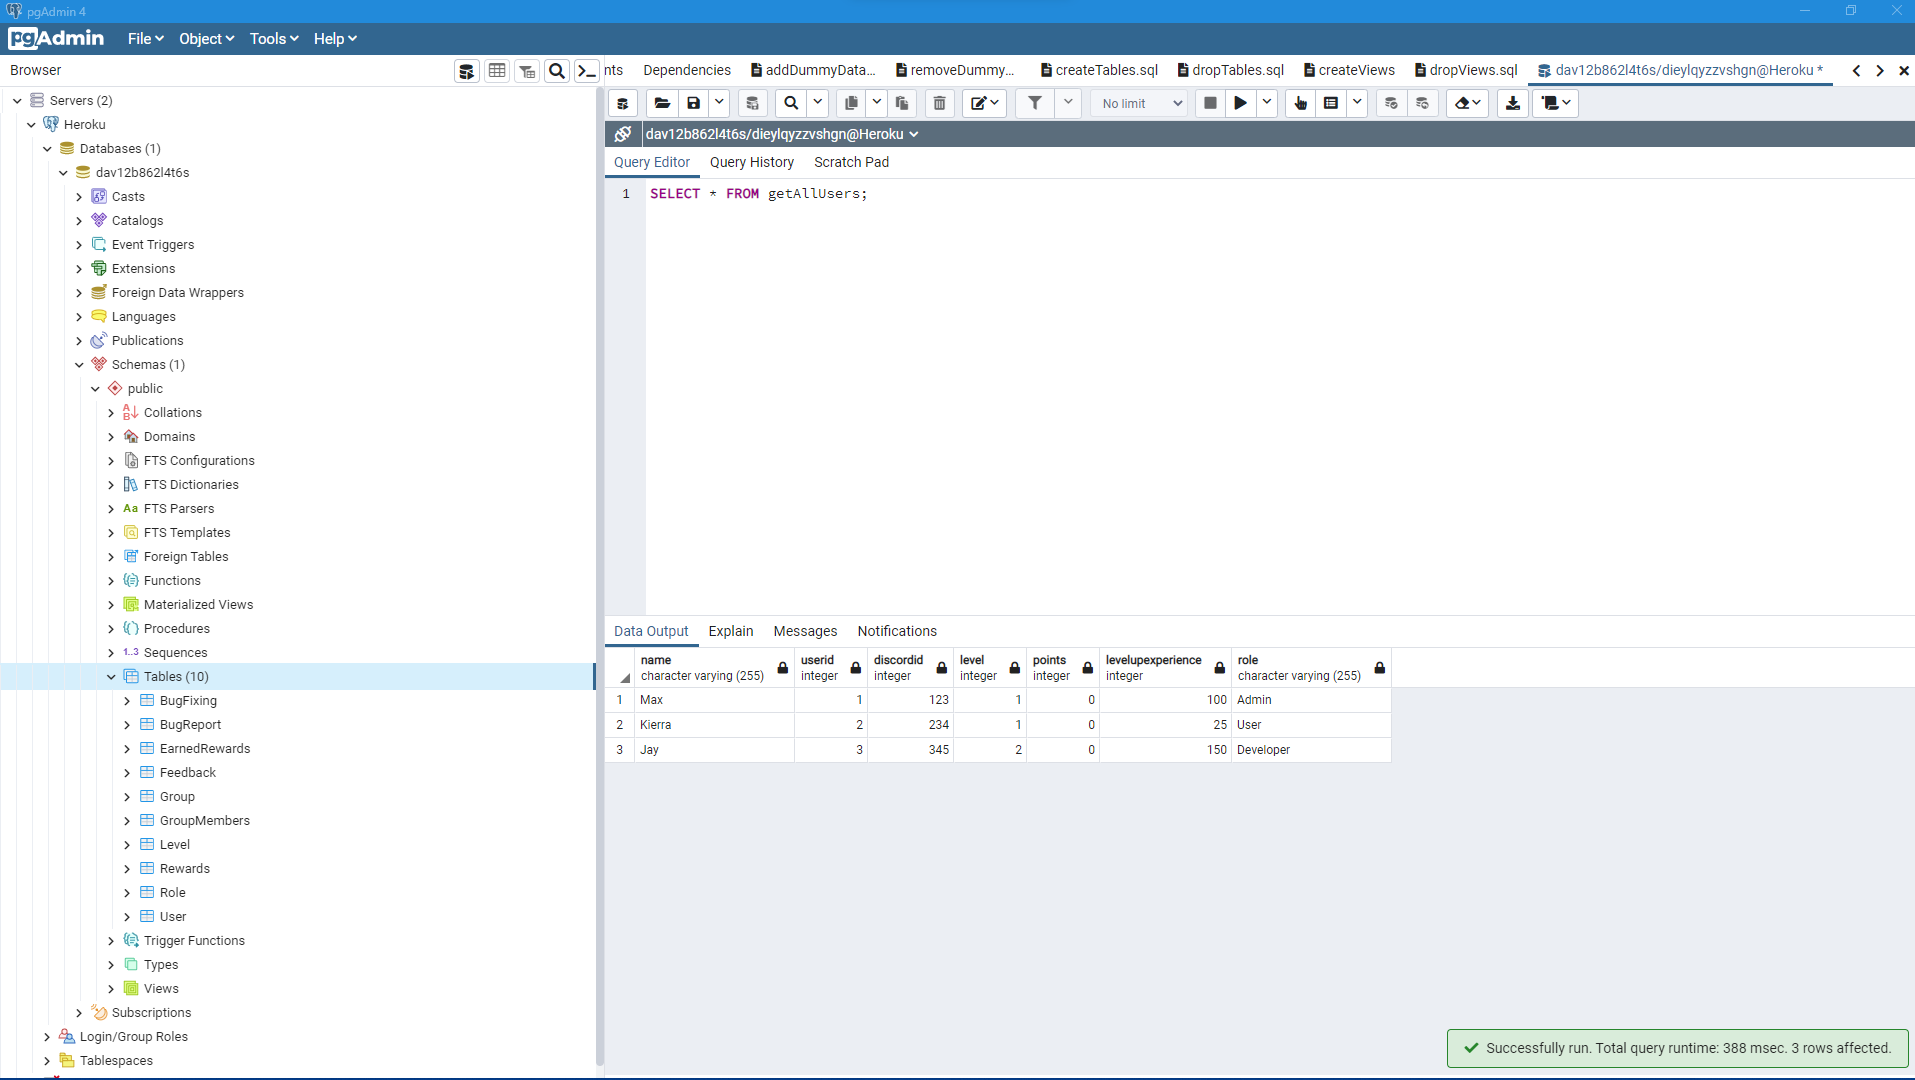 pgAdmin 4
pgAdmin File Object Tools Help
Browser
nts Dependencies addDummyData... removeDummy... createTables.sql dropTables.sql createViews dropViews.sql dav12b862l4t6s/dieylqyzzvshgn@Heroku *
No limit
dav12b862l4t6s/dieylqyzzvshgn@Heroku
Query Editor Query History Scratch Pad
1 SELECT * FROM getAllUsers;
Servers (2)
Heroku
Databases (1)
dav12b862l4t6s
Casts
Catalogs
Event Triggers
Extensions
Foreign Data Wrappers
Languages
Publications
Schemas (1)
public
Collations
Domains
FTS Configurations
FTS Dictionaries
Aa FTS Parsers
FTS Templates
Foreign Tables
Functions
Materialized Views
Procedures
1..3 Sequences
Tables (10)
BugFixing
BugReport
EarnedRewards
Feedback
Group
GroupMembers
Level
Rewards
Role
User
Trigger Functions
Types
Views
Subscriptions
Login/Group Roles
Tablespaces
Data Output Explain Messages Notifications
name userid discordid level points levelupexperience role
character varying (255) integer integer integer integer integer character varying (255)
1 Max 1 123 1 0 100 Admin
2 Kierra 2 234 1 0 25 User
3 Jay 3 345 2 0 150 Developer
Successfully run. Total query runtime: 388 msec. 3 rows affected.